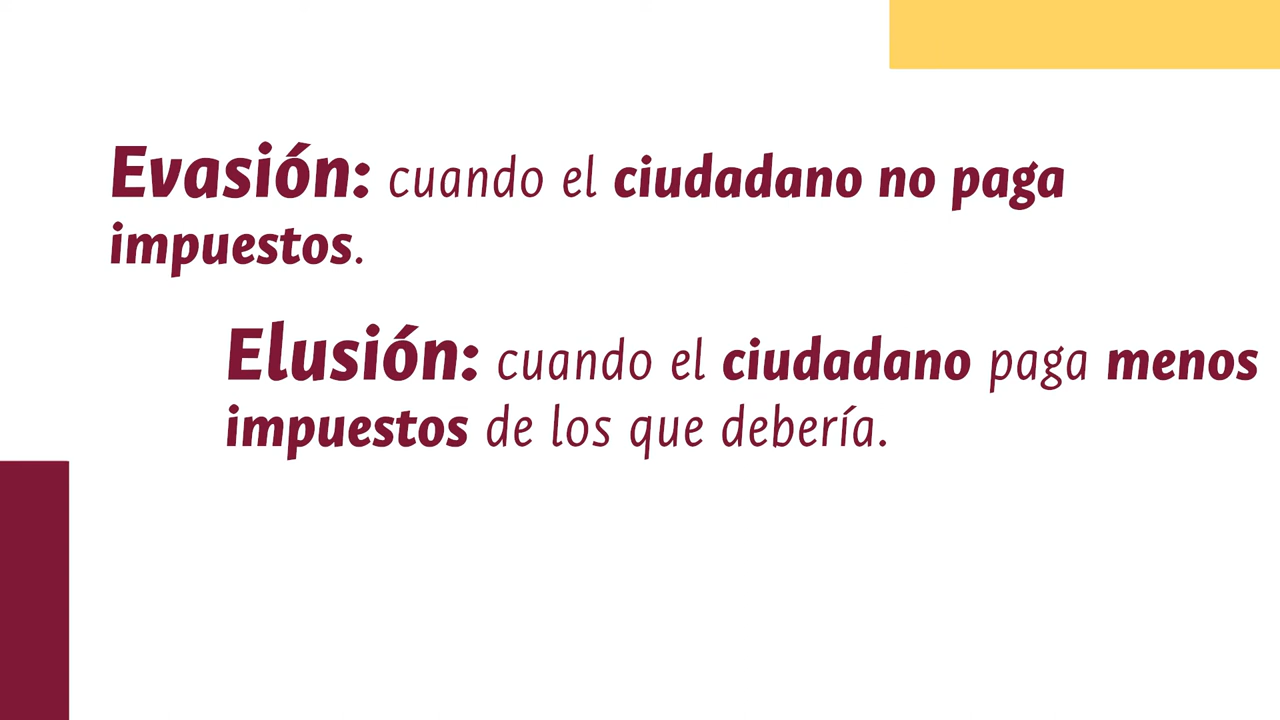 Evasión: cuando el ciudadano no paga
impuestos.
Elusión: cuando el ciudadano paga menos
impuestos de los que debería.